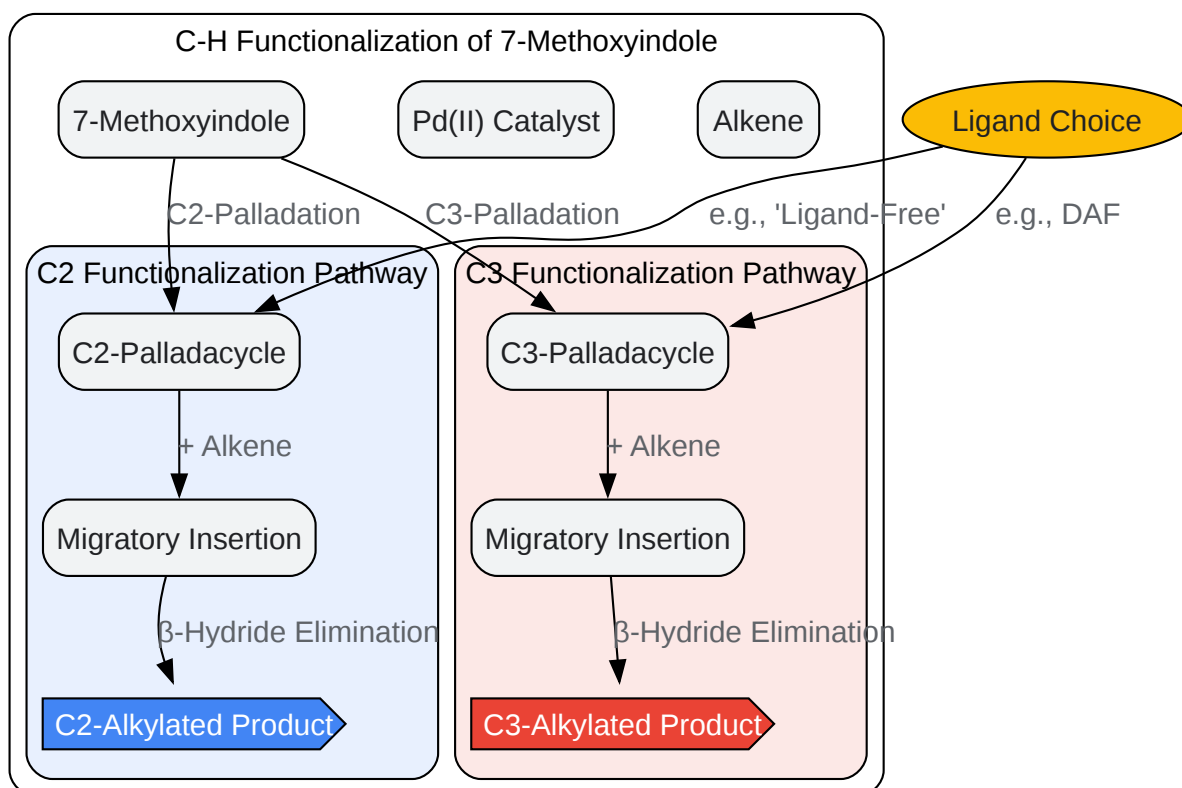 C-H Functionalization of 7-Methoxyindole
7-Methoxyindole
Pd(II) Catalyst
Alkene
Ligand Choice
C2-Palladation
C3-Palladation
e.g., 'Ligand-Free'
e.g., DAF
C2 Functionalization Pathway
C3 Functionalization Pathway
C2-Palladacycle
C3-Palladacycle
+ Alkene
+ Alkene
Migratory Insertion
Migratory Insertion
β-Hydride Elimination
β-Hydride Elimination
C2-Alkylated Product
C3-Alkylated Product